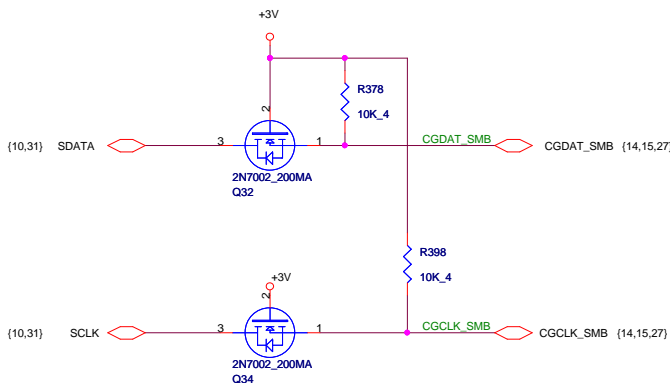 +3V
R378
10K_4
2
{10,31} SDATA 3 1 CGDAT_SMB CGDAT_SMB {14,15,27}
2N7002_200MA
Q32
R398
10K_4
+3V
2
{10,31} SCLK 3 1 CGCLK_SMB CGCLK_SMB {14,15,27}
2N7002_200MA
Q34